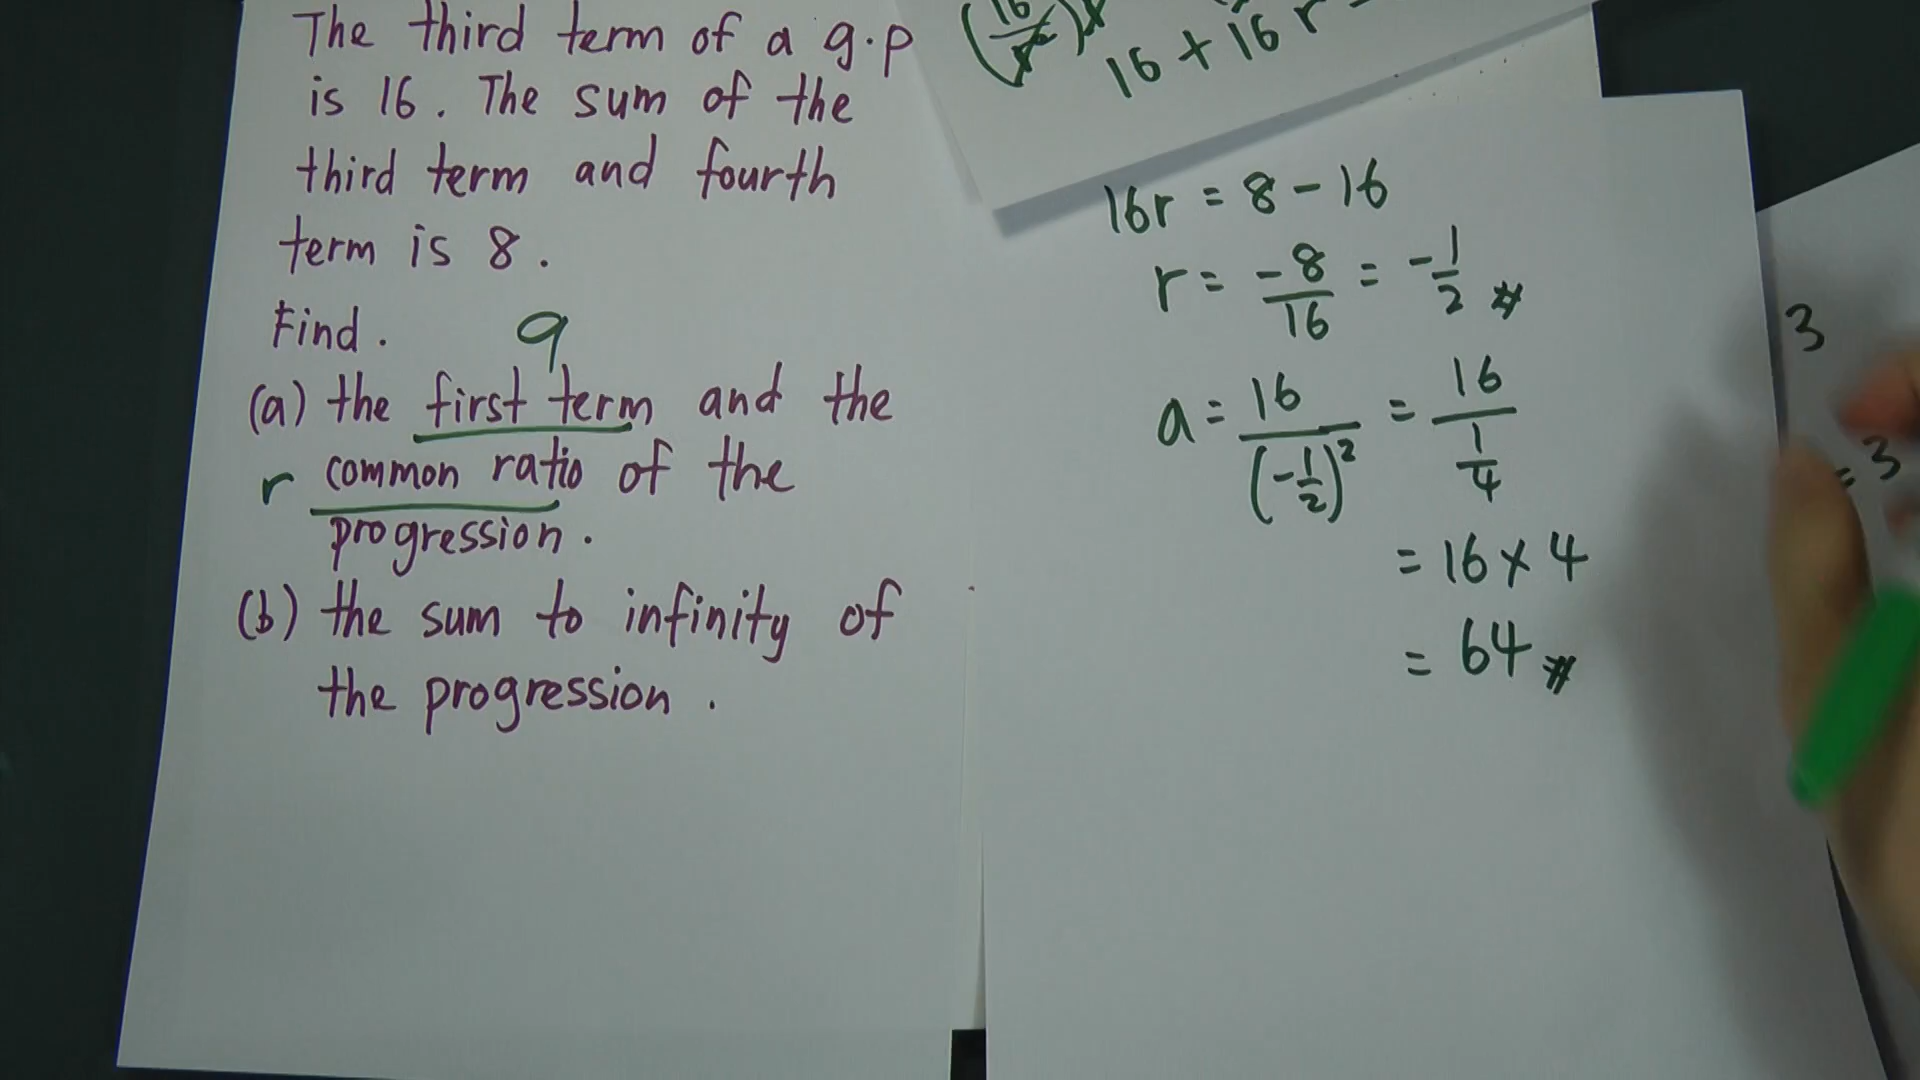 The third term of a g.p
is 16. The sum of the
third term and fourth
term is 8.
Find.
a
(a) the first term and the
r common ratio of the
progression.
(b) the sum to infinity of
the progression.
16 + 16r
16r = 8 - 16
r = -8/16 = -1/2 #
a = 16/(-1/2)² = 16/(1/4)
= 16 × 4
= 64 #
3
= 3